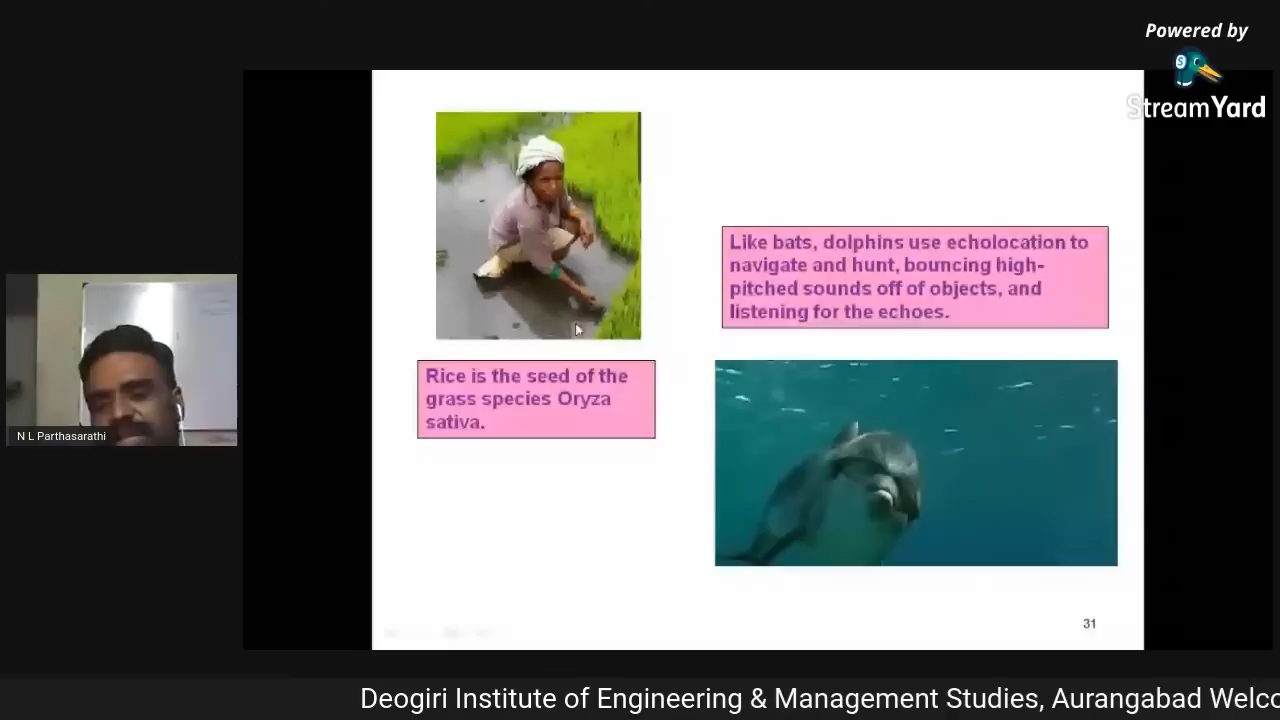 Powered by
StreamYard
Like bats, dolphins use echolocation to
navigate and hunt, bouncing high-
pitched sounds off of objects, and
listening for the echoes.
Rice is the seed of the
grass species Oryza
sativa.
N L Parthasarathi
31
Deogiri Institute of Engineering & Management Studies, Aurangabad Welco